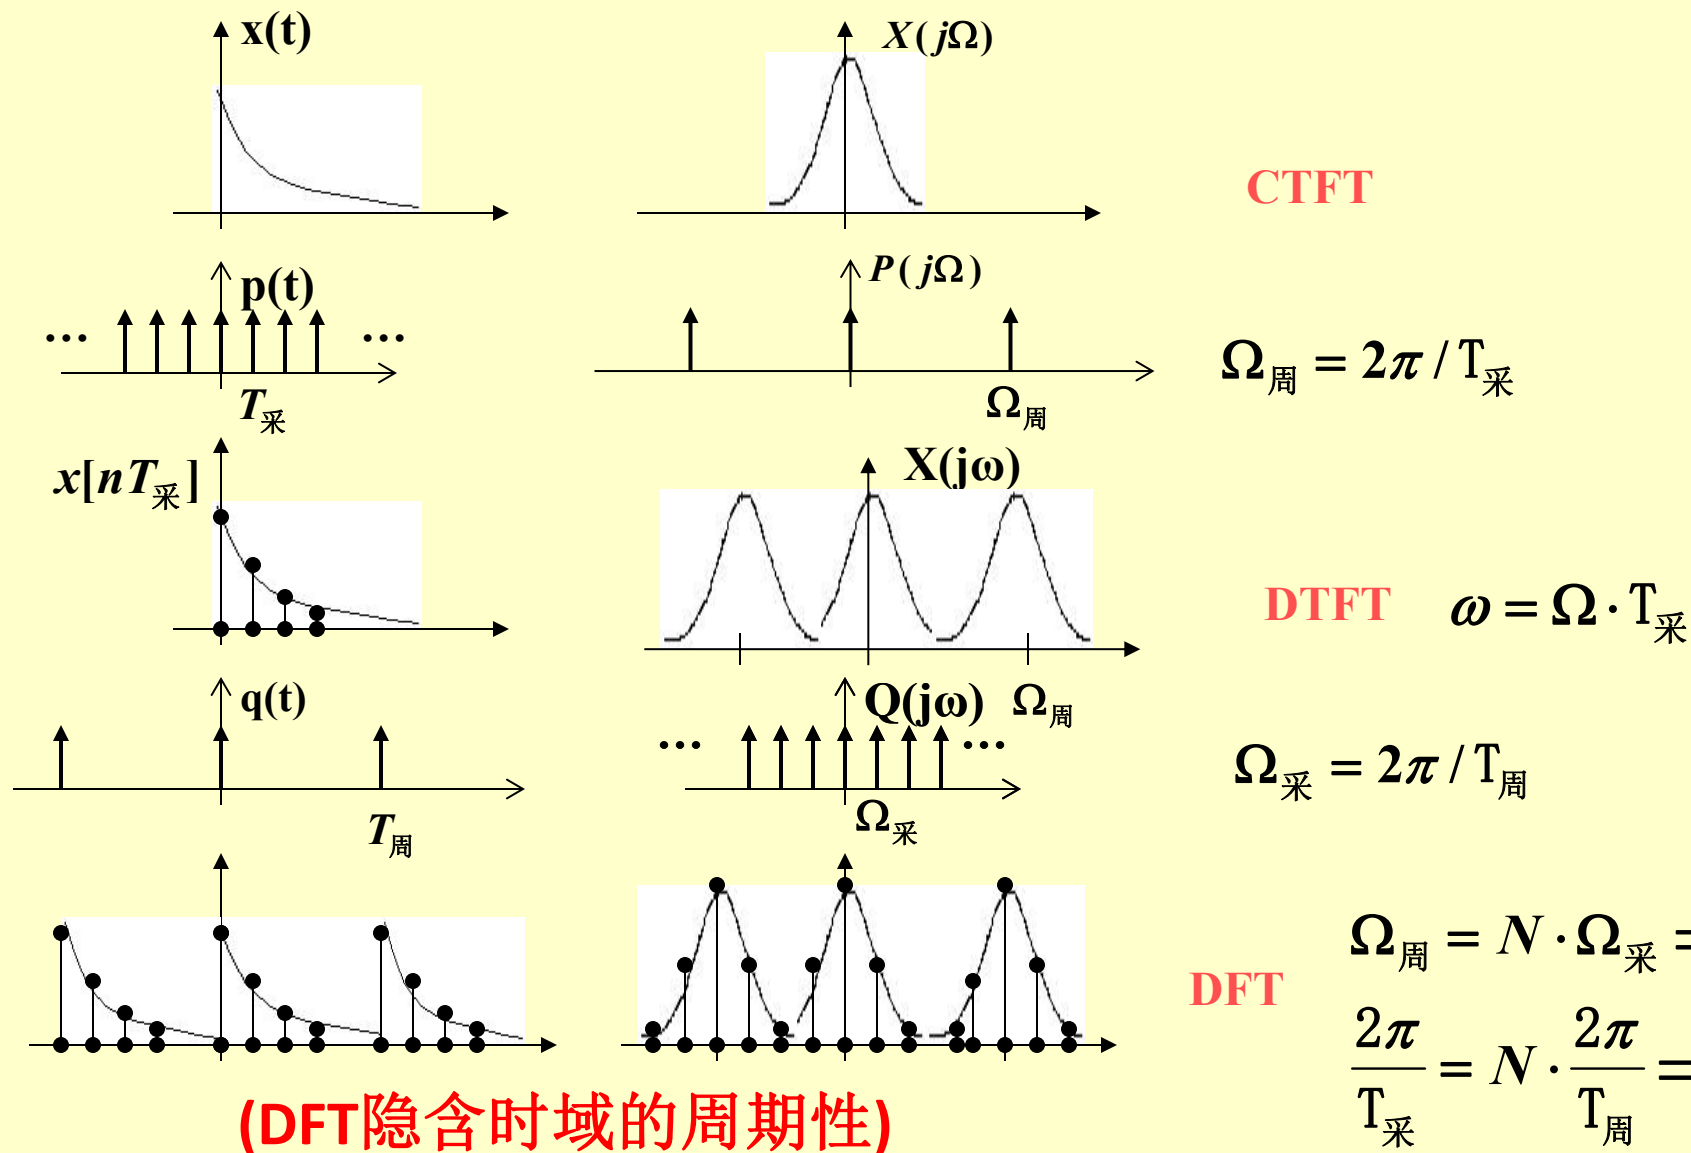 x(t)
X(jΩ)
CTFT
p(t)
P(jΩ)
... ...
Ω周 = 2π / T采
T采
Ω周
x[nT采]
X(jω)
DTFT ω = Ω · T采
q(t)
Q(jω) Ω周
... ...
Ω采 = 2π / T周
T周
Ω采
Ω周 = N · Ω采 =
DFT
2π/T采 = N · 2π/T周 =
(DFT隐含时域的周期性)